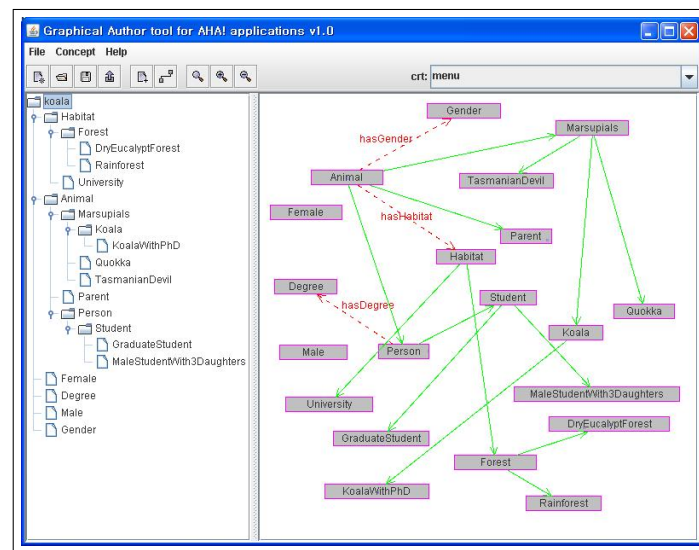 Graphical Author tool for AHA! applications v1.0
File Concept Help
crt: menu
koala
Habitat
Forest
DryEucalyptForest
Rainforest
University
Animal
Marsupials
Koala
KoalaWithPhD
Quokka
TasmanianDevil
Parent
Person
Student
GraduateStudent
MaleStudentWith3Daughters
Female
Degree
Male
Gender
Gender
hasGender
Marsupials
Animal
TasmanianDevil
Female
hasHabitat
Parent
Habitat
Degree
hasDegree
Student
Quokka
Koala
Male
Person
MaleStudentWith3Daughters
University
DryEucalyptForest
GraduateStudent
Forest
KoalaWithPhD
Rainforest